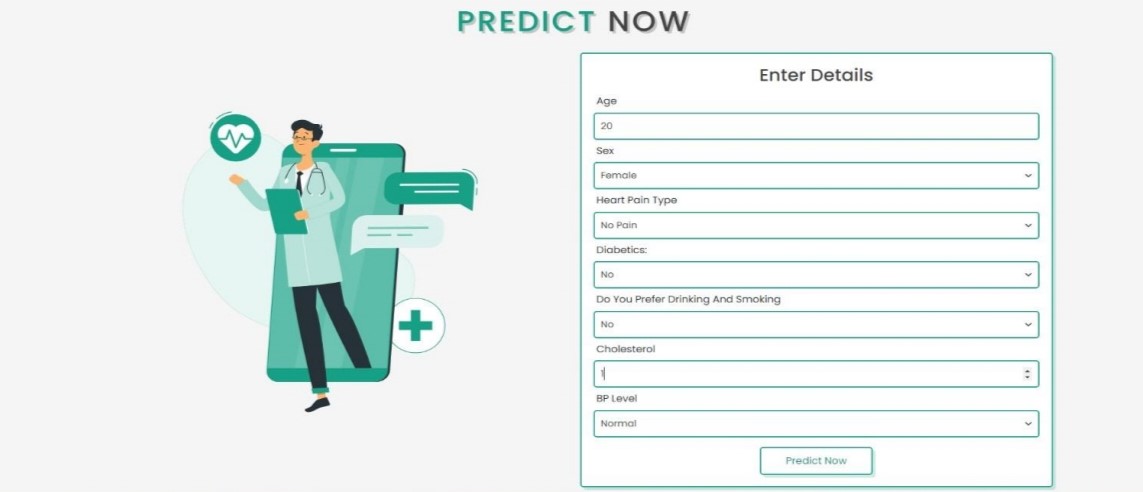 PREDICT NOW
Enter Details
Age
20
Sex
Female
Heart Pain Type
No Pain
Diabetics:
No
Do You Prefer Drinking And Smoking
No
Cholesterol
1
BP Level
Normal
Predict Now